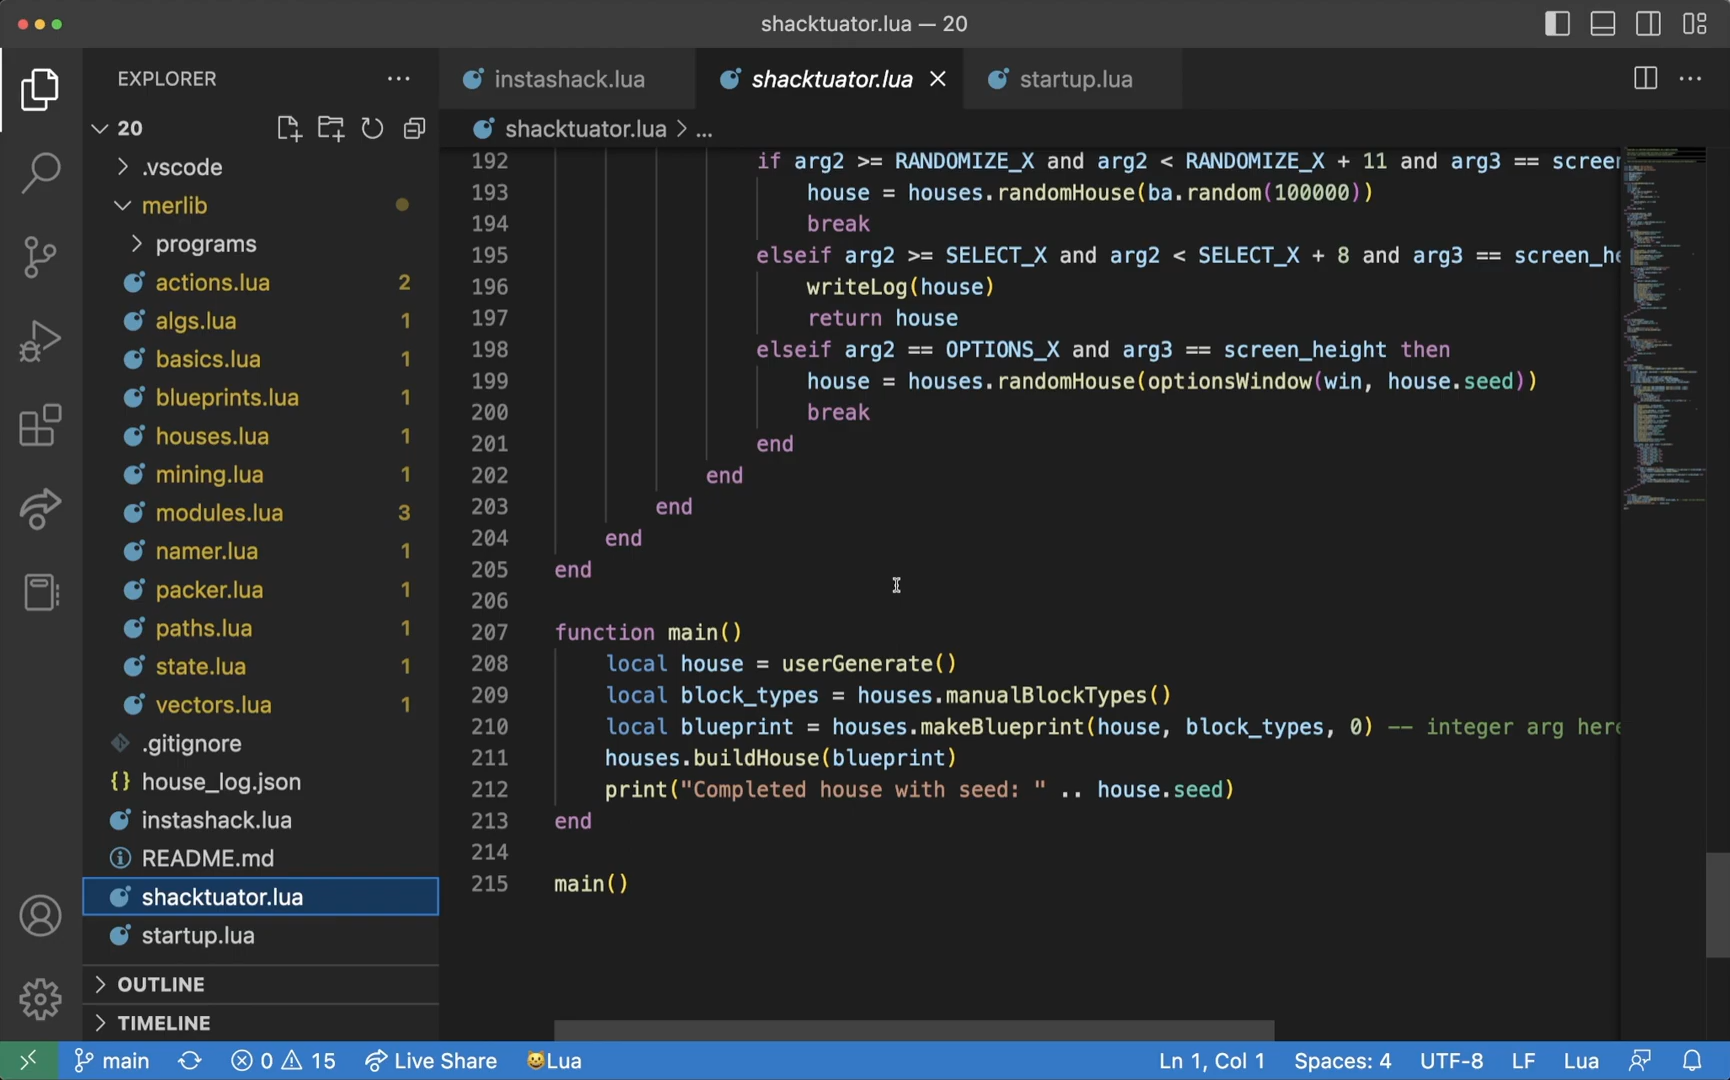 shacktuator.lua — 20
EXPLORER
20
.vscode
merlib
programs
actions.lua 2
algs.lua 1
basics.lua 1
blueprints.lua 1
houses.lua 1
mining.lua 1
modules.lua 3
namer.lua 1
packer.lua 1
paths.lua 1
state.lua 1
vectors.lua 1
.gitignore
{} house_log.json
instashack.lua
README.md
shacktuator.lua
startup.lua
OUTLINE
TIMELINE
instashack.lua shacktuator.lua startup.lua
shacktuator.lua > ...
192 if arg2 >= RANDOMIZE_X and arg2 < RANDOMIZE_X + 11 and arg3 == screen
193 house = houses.randomHouse(ba.random(100000))
194 break
195 elseif arg2 >= SELECT_X and arg2 < SELECT_X + 8 and arg3 == screen_he
196 writeLog(house)
197 return house
198 elseif arg2 == OPTIONS_X and arg3 == screen_height then
199 house = houses.randomHouse(optionsWindow(win, house.seed))
200 break
201 end
202 end
203 end
204 end
205 end
206
207 function main()
208 local house = userGenerate()
209 local block_types = houses.manualBlockTypes()
210 local blueprint = houses.makeBlueprint(house, block_types, 0) -- integer arg here
211 houses.buildHouse(blueprint)
212 print("Completed house with seed: " .. house.seed)
213 end
214
215 main()
main 0 15 Live Share Lua Ln 1, Col 1 Spaces: 4 UTF-8 LF Lua